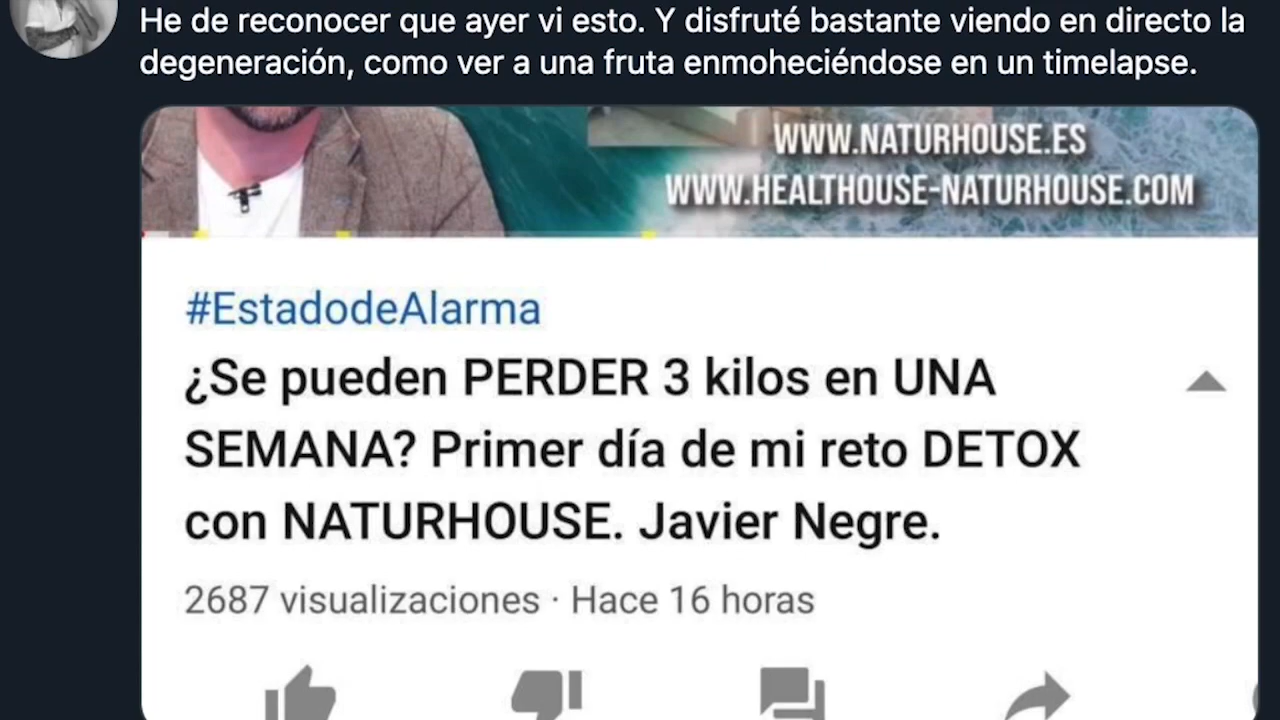 He de reconocer que ayer vi esto. Y disfruté bastante viendo en directo la
degeneración, como ver a una fruta enmoheciéndose en un timelapse.
WWW.NATURHOUSE.ES
WWW.HEALTHOUSE-NATURHOUSE.COM
#EstadodeAlarma
¿Se pueden PERDER 3 kilos en UNA
SEMANA? Primer día de mi reto DETOX
con NATURHOUSE. Javier Negre.
2687 visualizaciones · Hace 16 horas